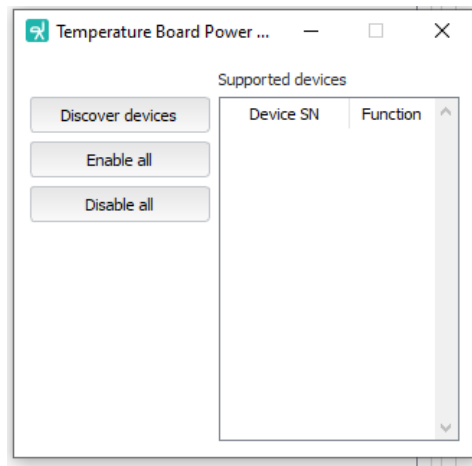 Temperature Board Power ...
Supported devices
Discover devices
Device SN Function
Enable all
Disable all